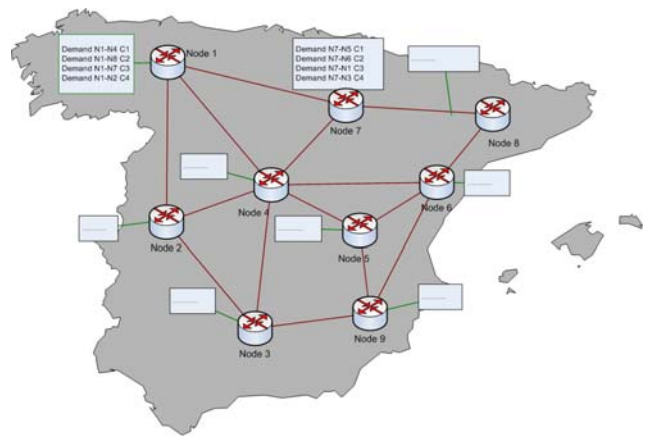 Demand N1-N4 C1
Demand N1-N8 C2
Demand N1-N7 C3
Demand N1-N2 C4
Node 1
Demand N7-N5 C1
Demand N7-N6 C2
Demand N7-N1 C3
Demand N7-N3 C4
Node 7
Node 8
Node 4
Node 6
Node 2
Node 5
Node 3
Node 9